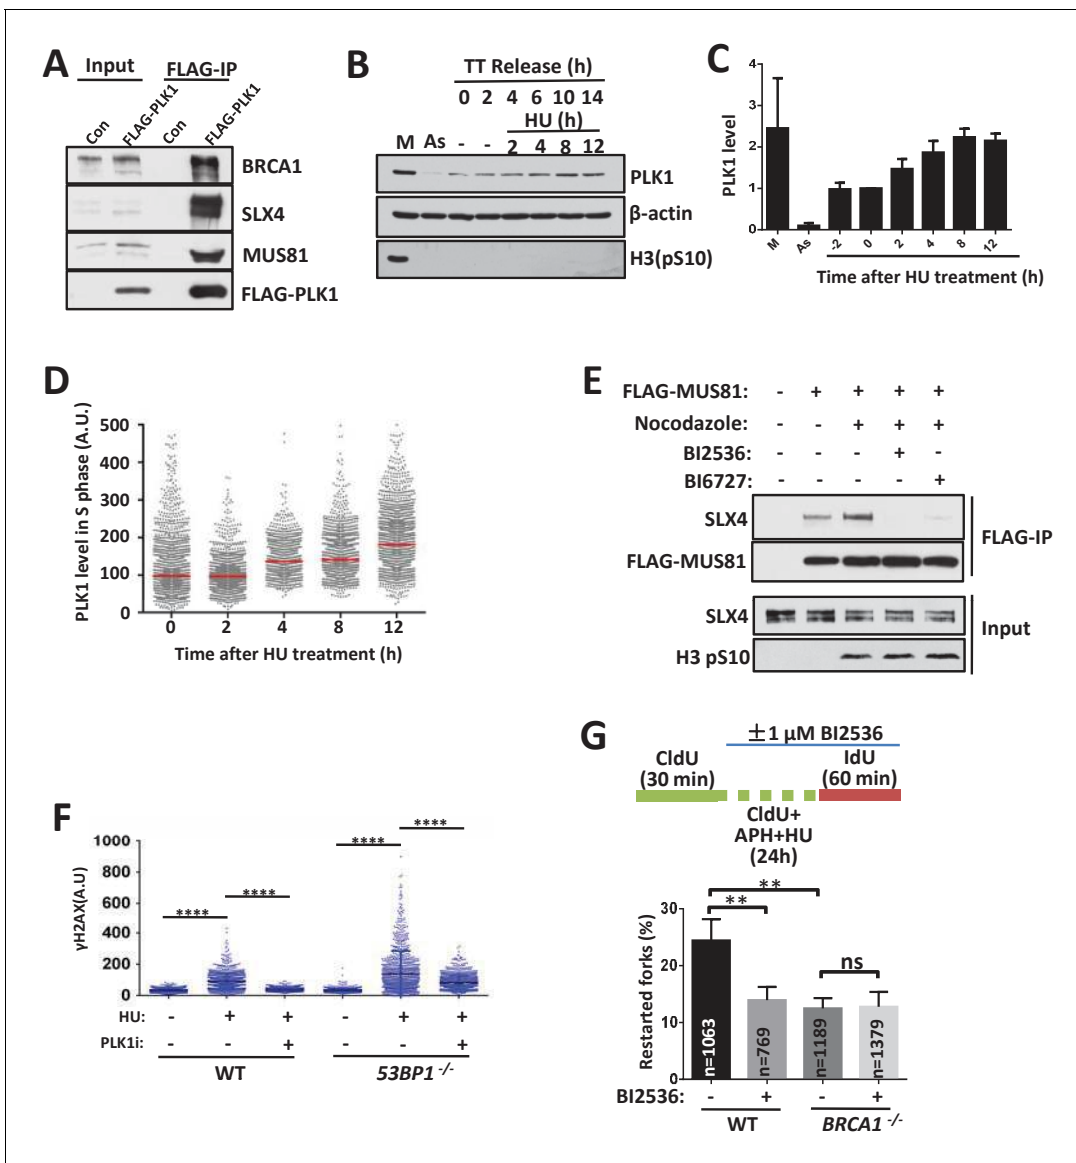 A
Input FLAG-IP
Con FLAG-PLK1 Con FLAG-PLK1
BRCA1
SLX4
MUS81
FLAG-PLK1
B
TT Release (h)
0 2 4 6 10 14
HU (h)
M As - - 2 4 8 12
PLK1
β-actin
H3(pS10)
C
PLK1 level
4
3
2
1
0
M As -2 0 2 4 8 12
Time after HU treatment (h)
D
PLK1 level in S phase (A.U.)
500
400
300
200
100
0
0 2 4 8 12
Time after HU treatment (h)
E
FLAG-MUS81: - + + + +
Nocodazole: - - + + +
BI2536 - - - + -
BI6727 - - - - +
SLX4
FLAG-MUS81
FLAG-IP
SLX4
H3 pS10
Input
F
γH2AX(A.U)
1000
800
600
400
200
0
**** **** **** ****
HU: - + + - + +
PLK1i: - - + - - +
WT 53BP1 -/-
G
±1 μM BI2536
CldU
(30 min)
IdU
(60 min)
CldU+
APH+HU
(24h)
Restarted forks (%)
30
20
10
0
**
**
ns
n=1063 n=769 n=1189 n=1379
BI2536: - + - +
WT BRCA1 -/-